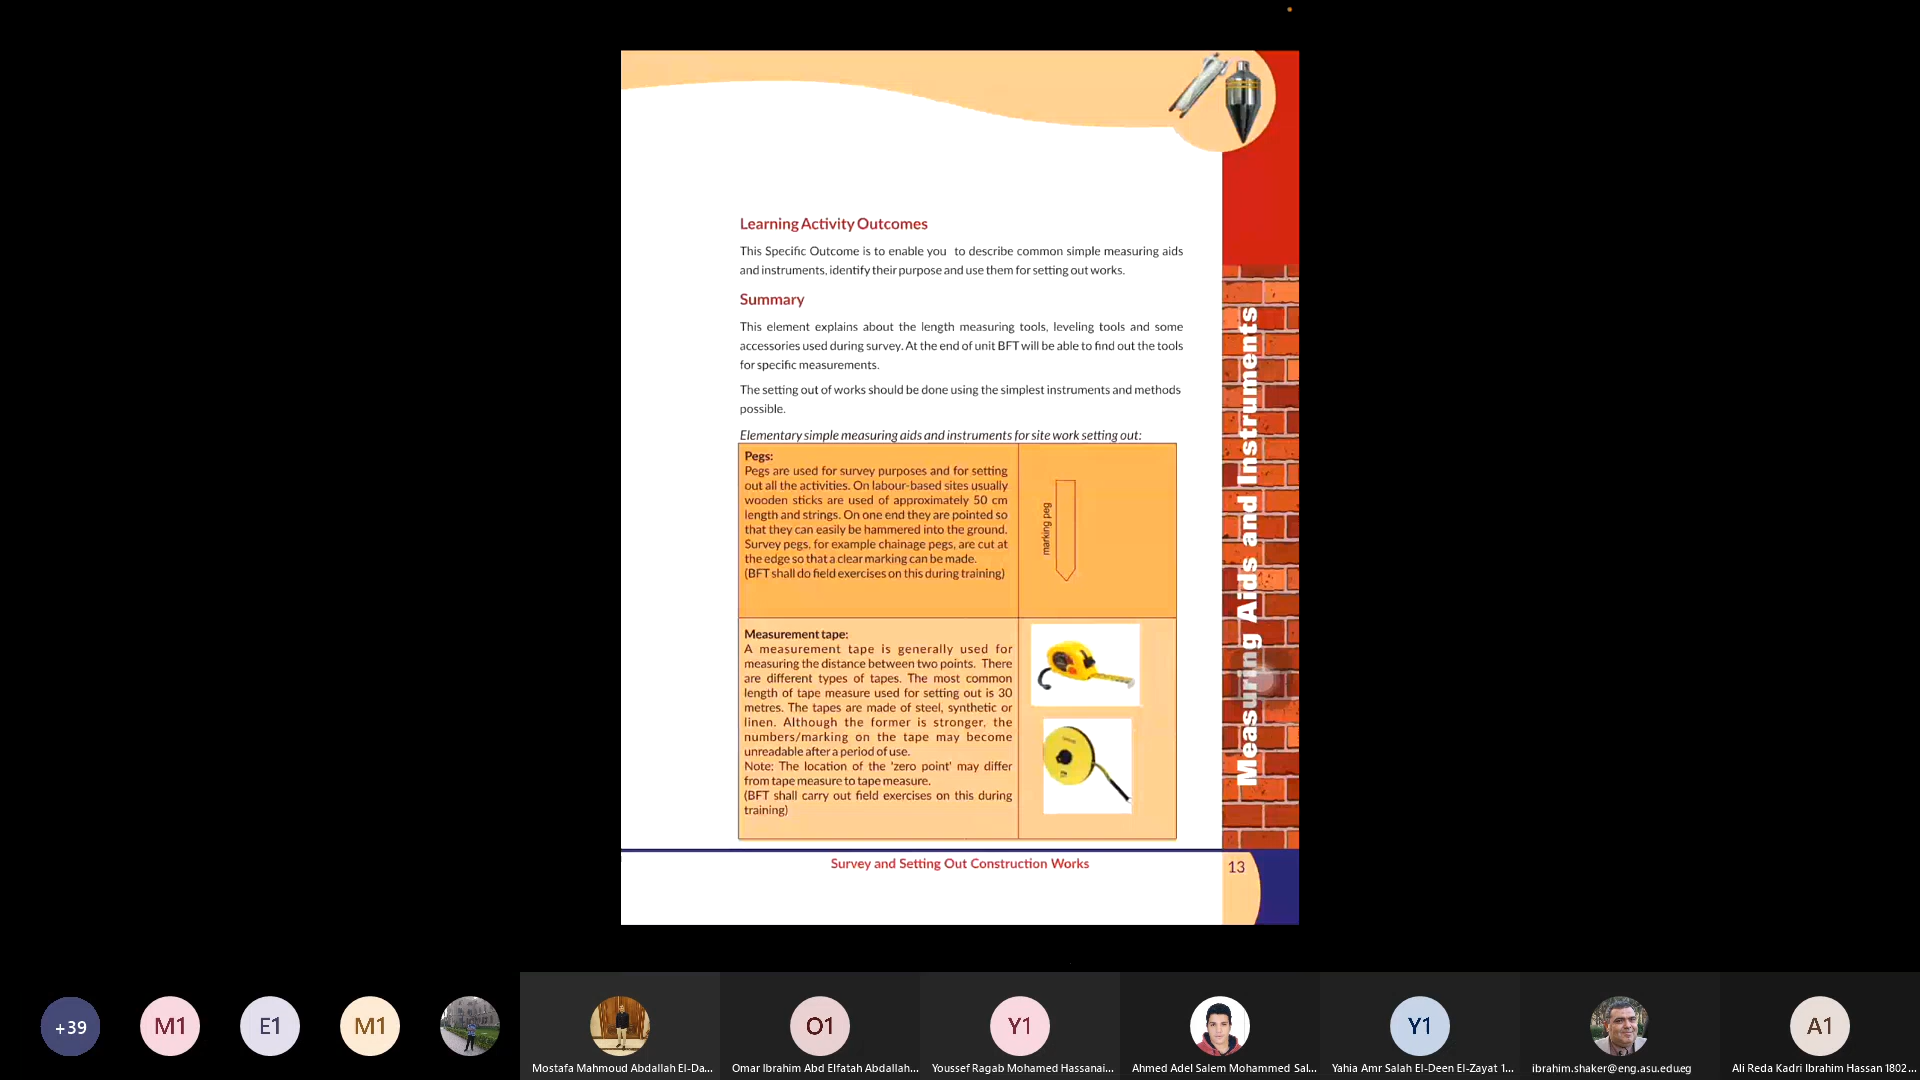 Learning Activity Outcomes
This Specific Outcome is to enable you to describe common simple measuring aids
and instruments, identify their purpose and use them for setting out works.
Summary
This element explains about the length measuring tools, leveling tools and some
accessories used during survey. At the end of unit BFT will be able to find out the tools
for specific measurements.
The setting out of works should be done using the simplest instruments and methods
possible.
Elementary simple measuring aids and instruments for site work setting out:
Pegs:
Pegs are used for survey purposes and for setting
out all the activities. On labour-based sites usually
wooden sticks are used of approximately 50 cm
length and strings. On one end they are pointed so
that they can easily be hammered into the ground.
Survey pegs, for example chainage pegs, are cut at
the edge so that a clear marking can be made.
(BFT shall do field exercises on this during training)
marking peg
Measurement tape:
A measurement tape is generally used for
measuring the distance between two points. There
are different types of tapes. The most common
length of tape measure used for setting out is 30
metres. The tapes are made of steel, synthetic or
linen. Although the former is stronger, the
numbers/marking on the tape may become
unreadable after a period of use.
Note: The location of the 'zero point' may differ
from tape measure to tape measure.
(BFT shall carry out field exercises on this during
training)
Measuring Aids and Instruments
Survey and Setting Out Construction Works
13
+39
M1
E1
M1
O1
Y1
Y1
A1
Mostafa Mahmoud Abdallah El-Da...
Omar Ibrahim Abd Elfatah Abdallah...
Youssef Ragab Mohamed Hassanai...
Ahmed Adel Salem Mohammed Sal...
Yahia Amr Salah El-Deen El-Zayat 1...
ibrahim.shaker@eng.asu.edu.eg
Ali Reda Kadri Ibrahim Hassan 1802...